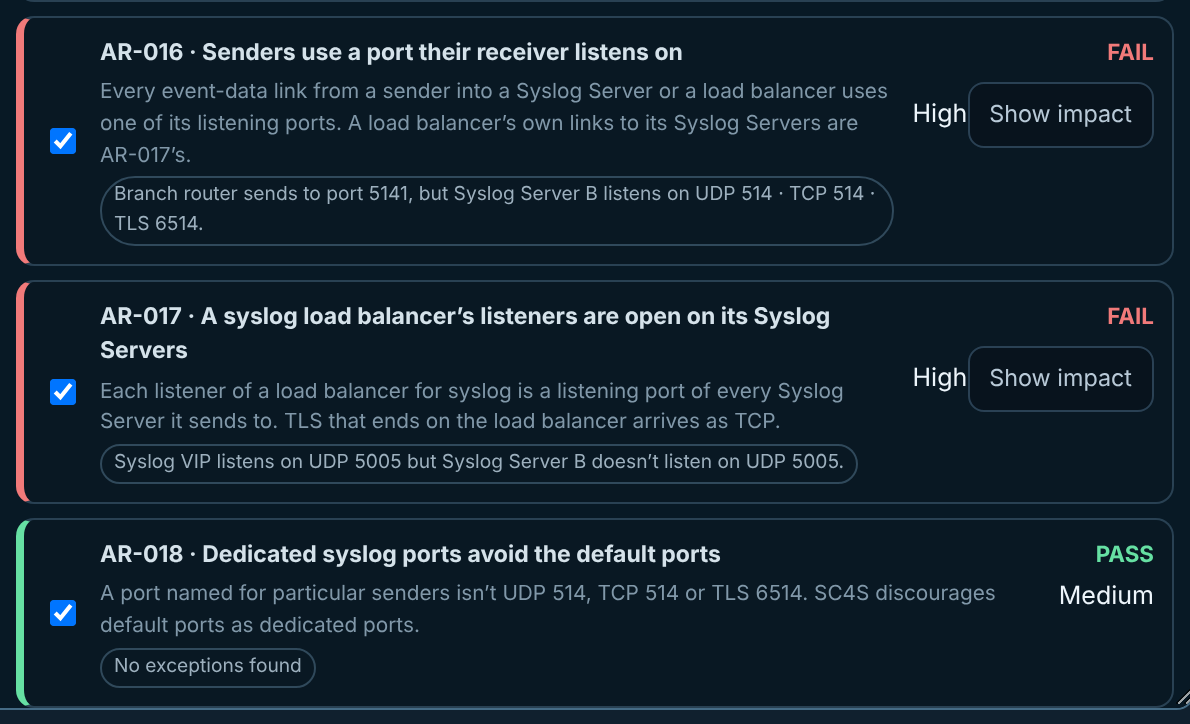 AR-016 · Senders use a port their receiver listens on
FAIL
Every event-data link from a sender into a Syslog Server or a load balancer uses
one of its listening ports. A load balancer’s own links to its Syslog Servers are
AR-017’s.
High
Show impact
Branch router sends to port 5141, but Syslog Server B listens on UDP 514 · TCP 514 ·
TLS 6514.
AR-017 · A syslog load balancer’s listeners are open on its Syslog
Servers
FAIL
Each listener of a load balancer for syslog is a listening port of every Syslog
Server it sends to. TLS that ends on the load balancer arrives as TCP.
High
Show impact
Syslog VIP listens on UDP 5005 but Syslog Server B doesn’t listen on UDP 5005.
AR-018 · Dedicated syslog ports avoid the default ports
PASS
A port named for particular senders isn’t UDP 514, TCP 514 or TLS 6514. SC4S discourages
default ports as dedicated ports.
Medium
No exceptions found